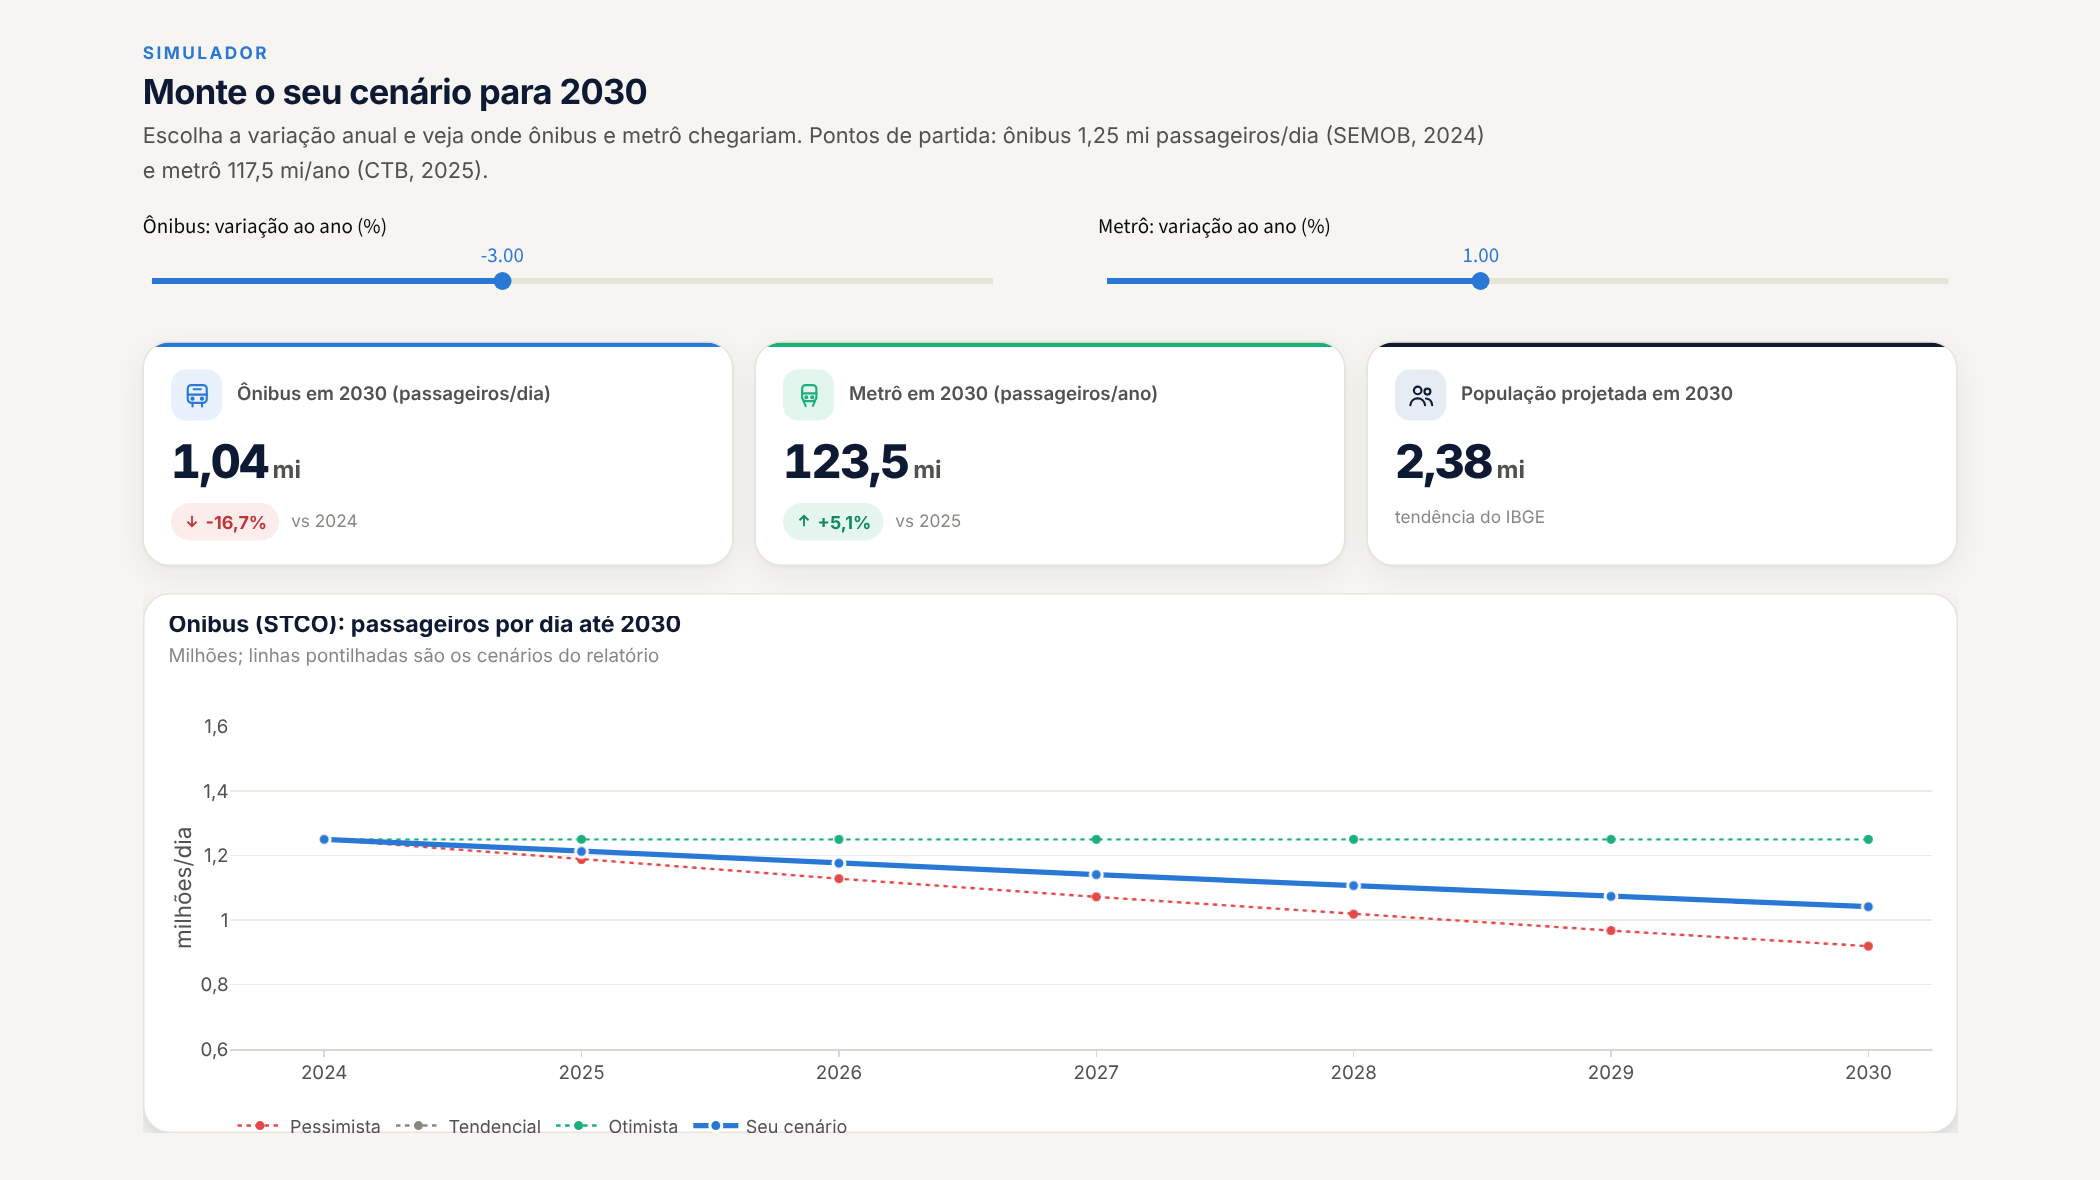 SIMULADOR
Monte o seu cenário para 2030
Escolha a variação anual e veja onde ônibus e metrô chegariam. Pontos de partida: ônibus 1,25 mi passageiros/dia (SEMOB, 2024)
e metrô 117,5 mi/ano (CTB, 2025).
Ônibus: variação ao ano (%)
-3.00
Metrô: variação ao ano (%)
1.00
Ônibus em 2030 (passageiros/dia)
1,04 mi
↓ -16,7% vs 2024
Metrô em 2030 (passageiros/ano)
123,5 mi
↑ +5,1% vs 2025
População projetada em 2030
2,38 mi
tendência do IBGE
Ônibus (STCO): passageiros por dia até 2030
Milhões; linhas pontilhadas são os cenários do relatório
milhões/dia
1,6
1,4
1,2
1
0,8
0,6
2024 2025 2026 2027 2028 2029 2030
Pessimista Tendencial Otimista Seu cenário